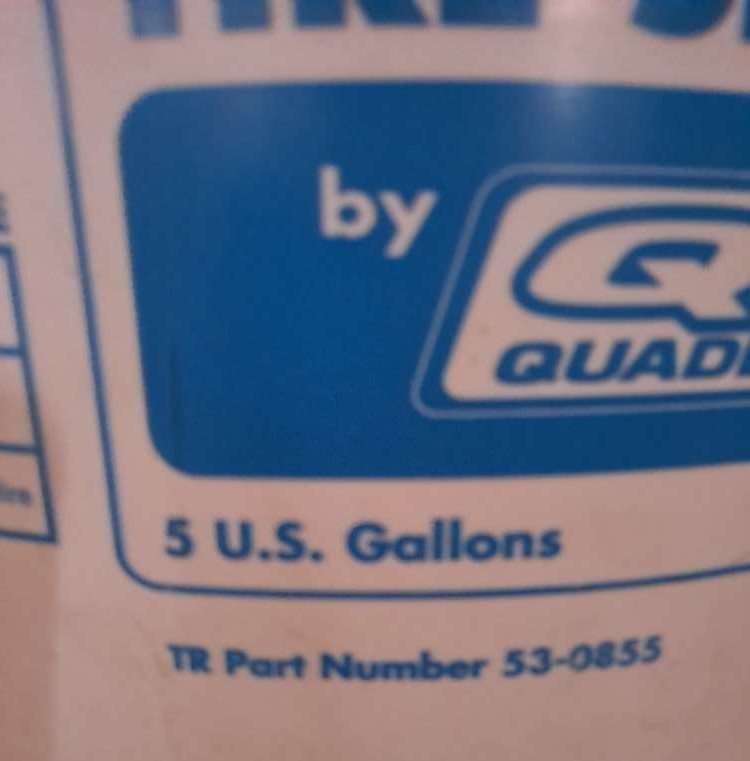 by
QUAD
5 U.S. Gallons
TR Part Number 53-0855